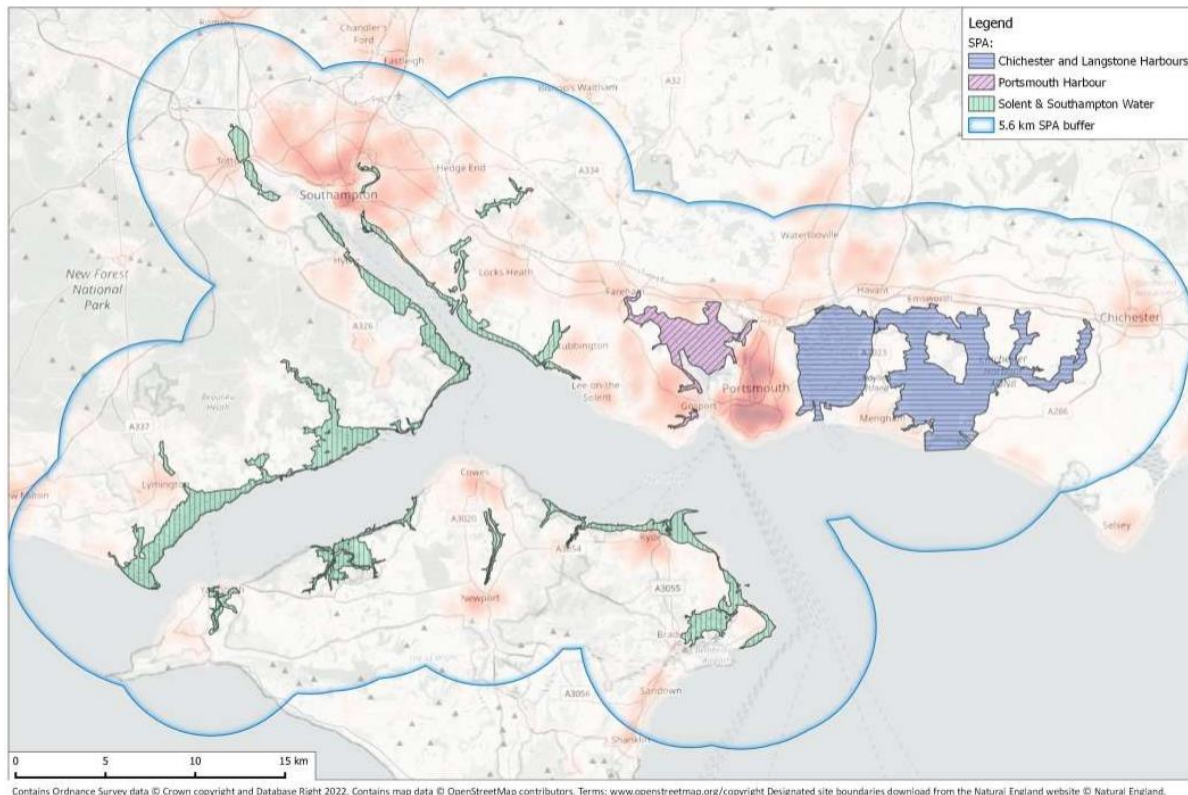 Legend
SPA:
Chichester and Langstone Harbours
Portsmouth Harbour
Solent & Southampton Water
5.6 km SPA buffer
Chandler's
Ford
Eastleigh
Bishop's Waltham
A32
Hedge End
A334
Southampton
Waterlooville
New Forest
National
Park
Locks Heath
Fareham
Havant
Emsworth
Chichester
A326
Lee-on-the
Solent
Portsmouth
Gosport
A286
A337
Lymington
Cowes
Selsey
A3020
A3054
Ryde
Newport
A3055
Sandown
A3056
Shanklin
0 5 10 15 km
Contains Ordnance Survey data © Crown copyright and Database Right 2022. Contains map data © OpenStreetMap contributors. Terms: www.openstreetmap.org/copyright Designated site boundaries download from the Natural England website © Natural England.